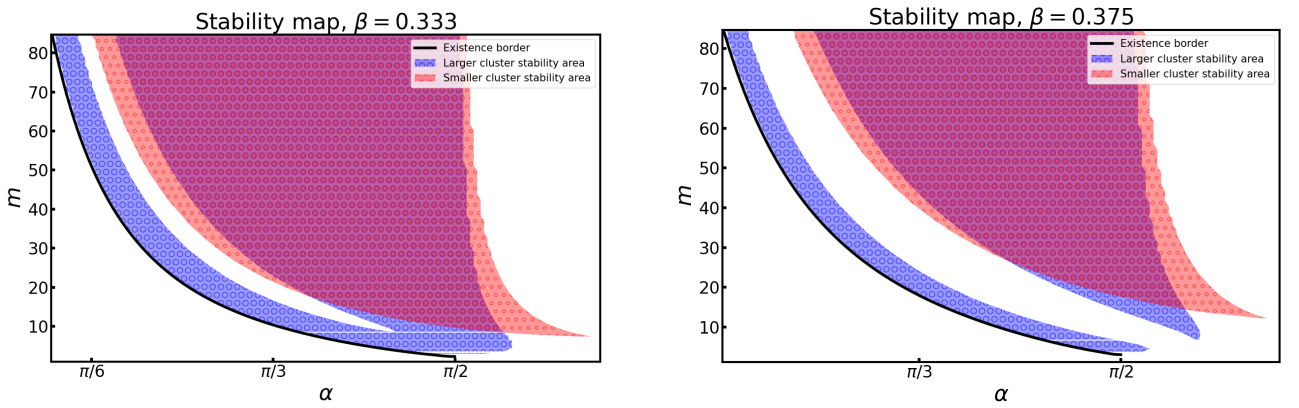 Stability map, β = 0.333
Existence border
Larger cluster stability area
Smaller cluster stability area
80
70
60
50
40
30
20
10
m
π/6
π/3
π/2
α
Stability map, β = 0.375
Existence border
Larger cluster stability area
Smaller cluster stability area
80
70
60
50
40
30
20
10
m
π/3
π/2
α